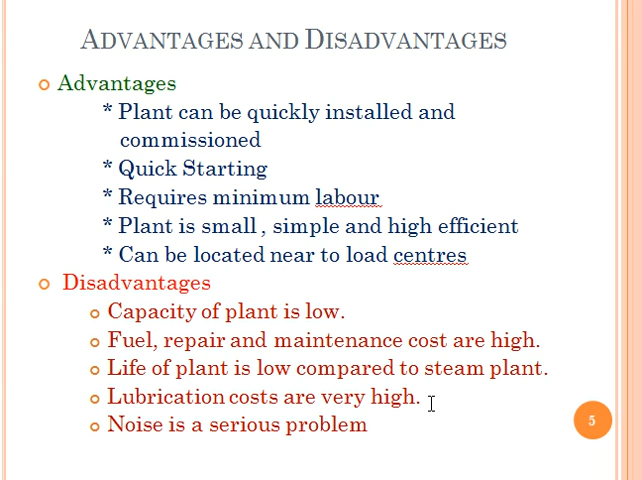 ADVANTAGES AND DISADVANTAGES
Advantages
* Plant can be quickly installed and
commissioned
* Quick Starting
* Requires minimum labour
* Plant is small , simple and high efficient
* Can be located near to load centres
Disadvantages
Capacity of plant is low.
Fuel, repair and maintenance cost are high.
Life of plant is low compared to steam plant.
Lubrication costs are very high.
Noise is a serious problem
5